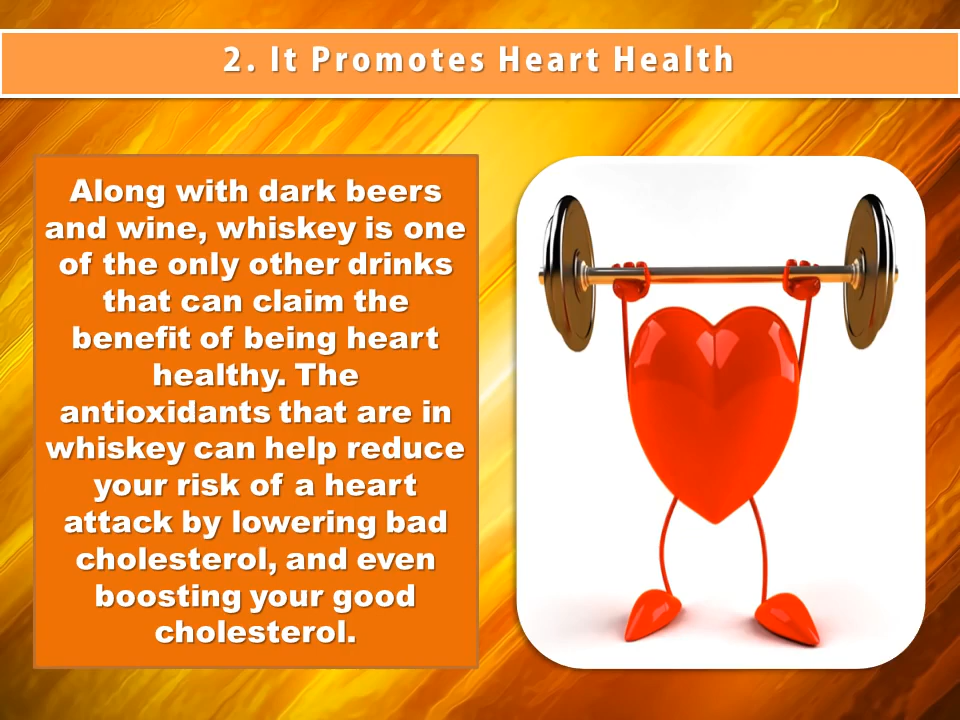 2. It Promotes Heart Health
Along with dark beers
and wine, whiskey is one
of the only other drinks
that can claim the
benefit of being heart
healthy. The
antioxidants that are in
whiskey can help reduce
your risk of a heart
attack by lowering bad
cholesterol, and even
boosting your good
cholesterol.